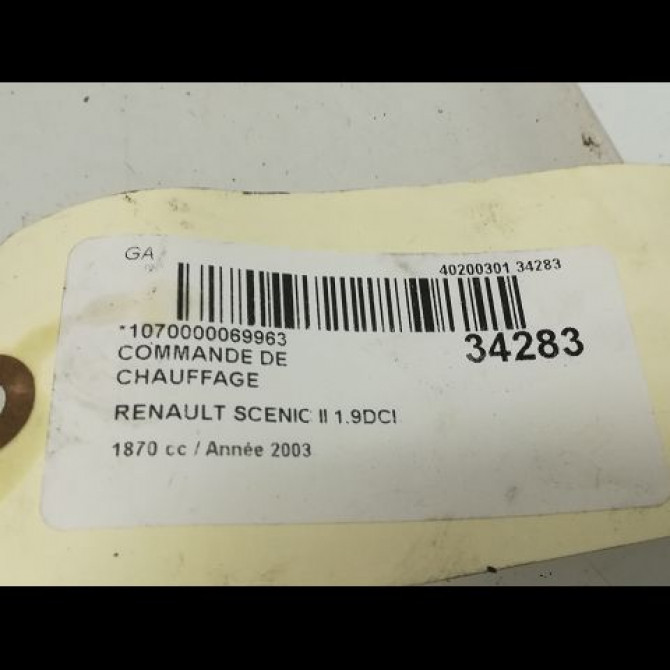 GA
40200301 34283
*1070000069963
34283
COMMANDE DE
CHAUFFAGE
RENAULT SCENIC II 1.9DCI
1870 cc / Année 2003